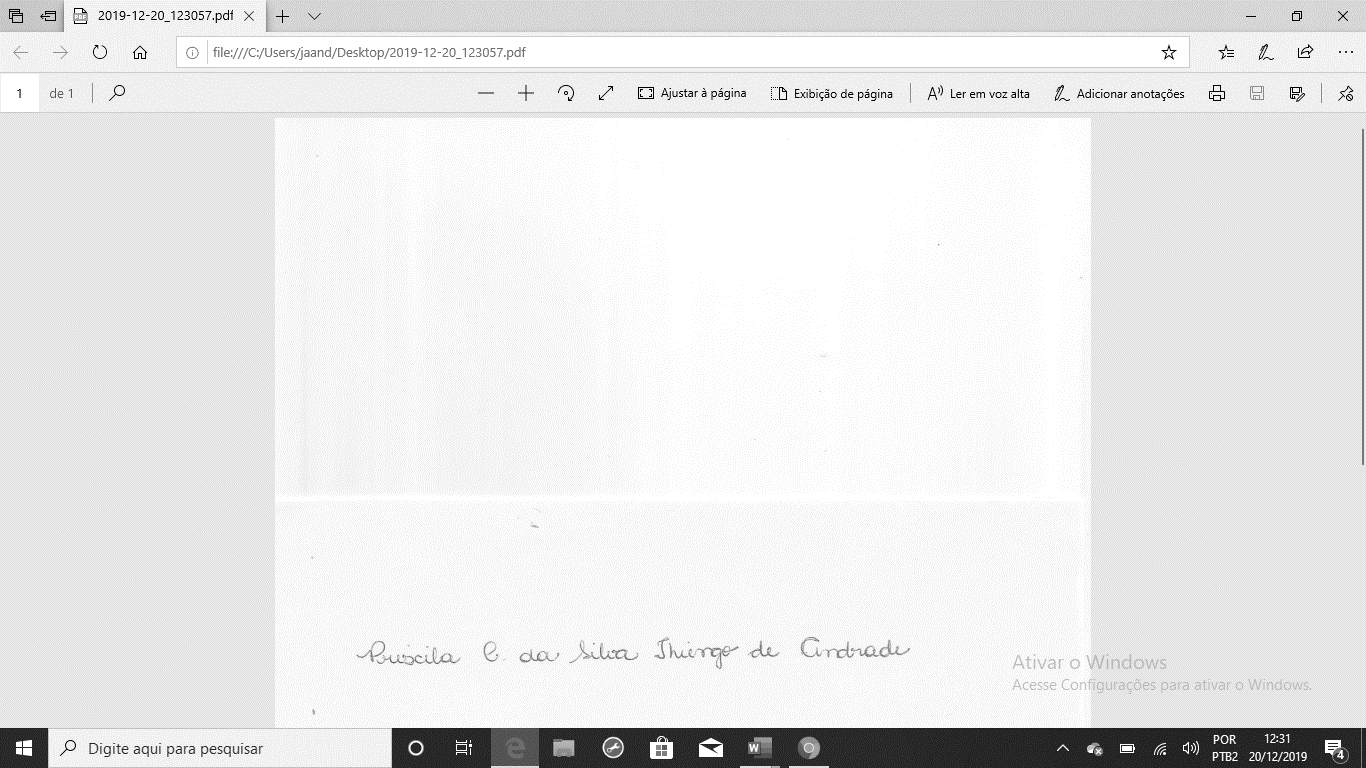 2019-12-20_123057.pdf
file:///C:/Users/jaand/Desktop/2019-12-20_123057.pdf
1 de 1 Ajustar à página Exibição de página Ler em voz alta Adicionar anotações
Priscila C. da Silva Thiengo de Andrade
Ativar o Windows
Acesse Configurações para ativar o Windows.
Digite aqui para pesquisar
POR 12:31
PTB2 20/12/2019 4